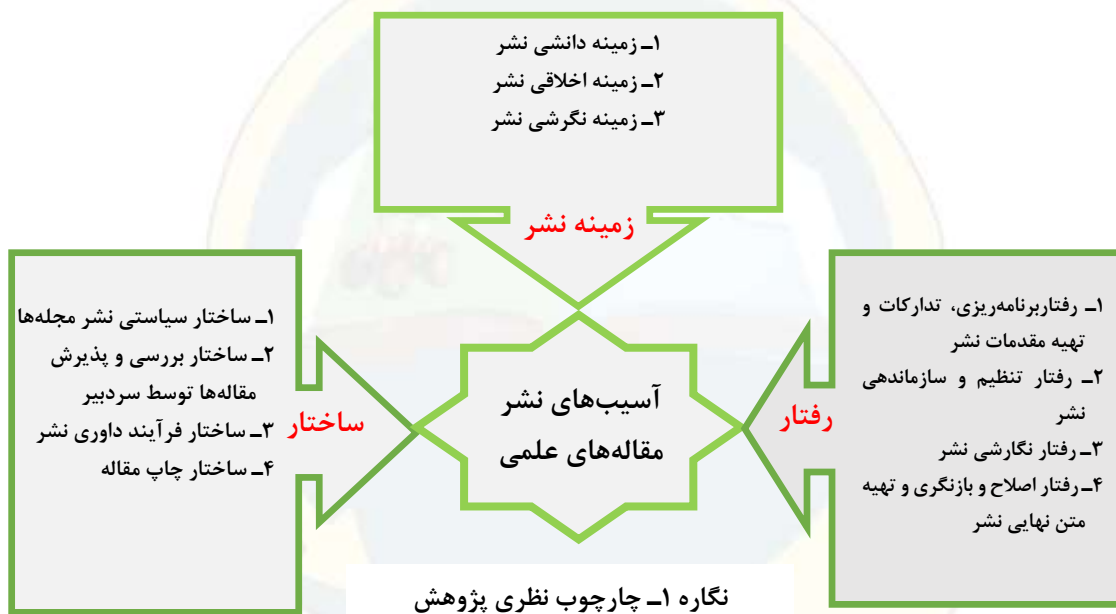 ۱ـ زمینه دانشی نشر
۲ـ زمینه اخلاقی نشر
۳ـ زمینه نگرشی نشر
زمینه نشر
۱ـ رفتاربرنامه‌ریزی، تدارکات و
تهیه مقدمات نشر
۲ـ رفتار تنظیم و سازماندهی
نشر
۳ـ رفتار نگارشی نشر
۴ـ رفتار اصلاح و بازنگری و تهیه
متن نهایی نشر
رفتار
آسیب‌های نشر
مقاله‌های علمی
ساختار
۱ـ ساختار سیاستی نشر مجله‌ها
۲ـ ساختار بررسی و پذیرش
مقاله‌ها توسط سردبیر
۳ـ ساختار فرآیند داوری نشر
۴ـ ساختار چاپ مقاله
نگاره ۱ـ چارچوب نظری پژوهش